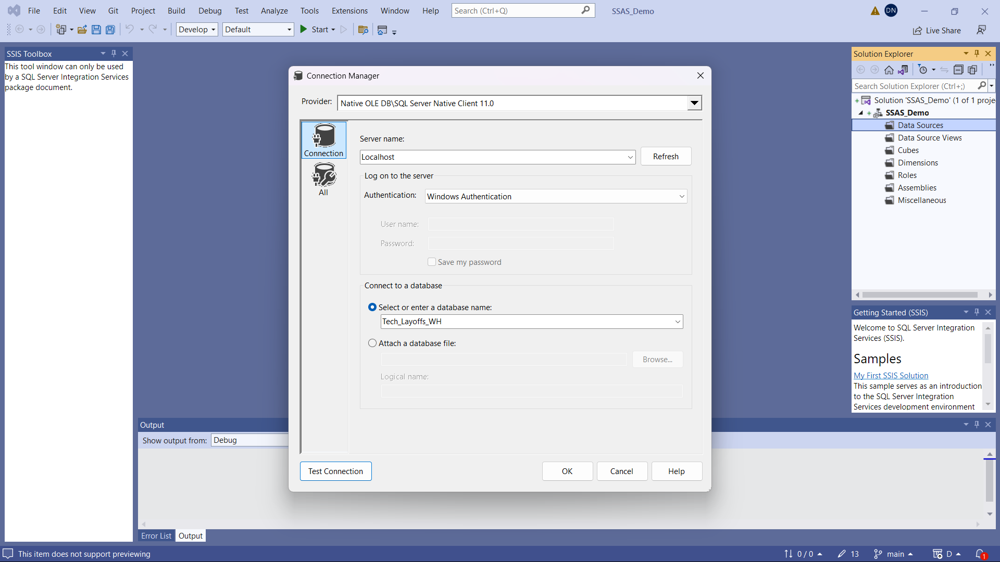 File Edit View Git Project Build Debug Test Analyze Tools Extensions Window Help Search (Ctrl+Q) SSAS_Demo DN
Develop Default Start Live Share
SSIS Toolbox
This tool window can only be used
by a SQL Server Integration Services
package document.
Connection Manager
Provider: Native OLE DB\SQL Server Native Client 11.0
Connection
All
Server name:
Localhost Refresh
Log on to the server
Authentication: Windows Authentication
User name:
Password:
Save my password
Connect to a database
Select or enter a database name:
Tech_Layoffs_WH
Attach a database file:
Browse...
Logical name:
Test Connection OK Cancel Help
Solution Explorer
Search Solution Explorer (Ctrl+;)
Solution 'SSAS_Demo' (1 of 1 proje
SSAS_Demo
Data Sources
Data Source Views
Cubes
Dimensions
Roles
Assemblies
Miscellaneous
Getting Started (SSIS)
Welcome to SQL Server Integration
Services (SSIS).
Samples
My First SSIS Solution
This sample serves as an introduction
to the SQL Server Integration
Services development environment
Output
Show output from: Debug
Error List Output
This item does not support previewing 0 / 0 13 main D 1